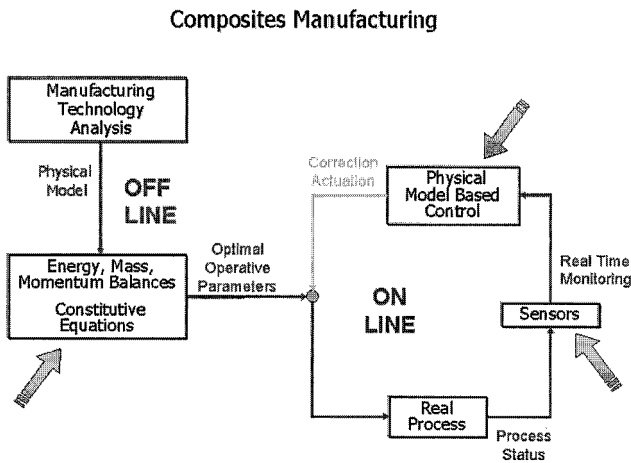 Composites Manufacturing
Manufacturing
Technology
Analysis
Physical
Model
OFF
LINE
Energy, Mass,
Momentum Balances
Constitutive
Equations
Optimal
Operative
Parameters
Correction
Actuation
Physical
Model Based
Control
ON
LINE
Real Time
Monitoring
Sensors
Real
Process
Process
Status